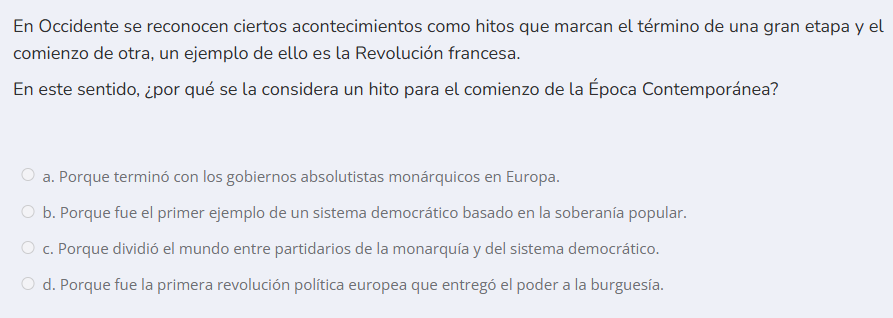 En Occidente se reconocen ciertos acontecimientos como hitos que marcan el término de una gran etapa y el
comienzo de otra, un ejemplo de ello es la Revolución francesa.
En este sentido, ¿por qué se la considera un hito para el comienzo de la Época Contemporánea?
a. Porque terminó con los gobiernos absolutistas monárquicos en Europa.
b. Porque fue el primer ejemplo de un sistema democrático basado en la soberanía popular.
c. Porque dividió el mundo entre partidarios de la monarquía y del sistema democrático.
d. Porque fue la primera revolución política europea que entregó el poder a la burguesía.